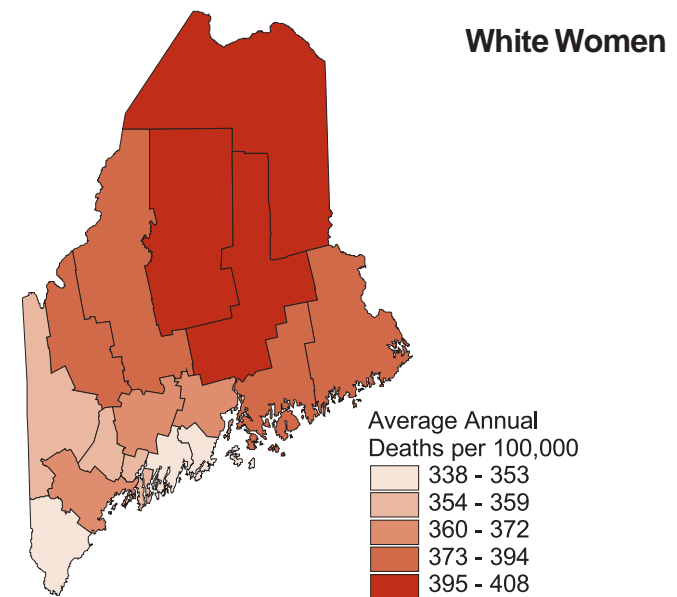 White Women
Average Annual
Deaths per 100,000
338 - 353
354 - 359
360 - 372
373 - 394
395 - 408